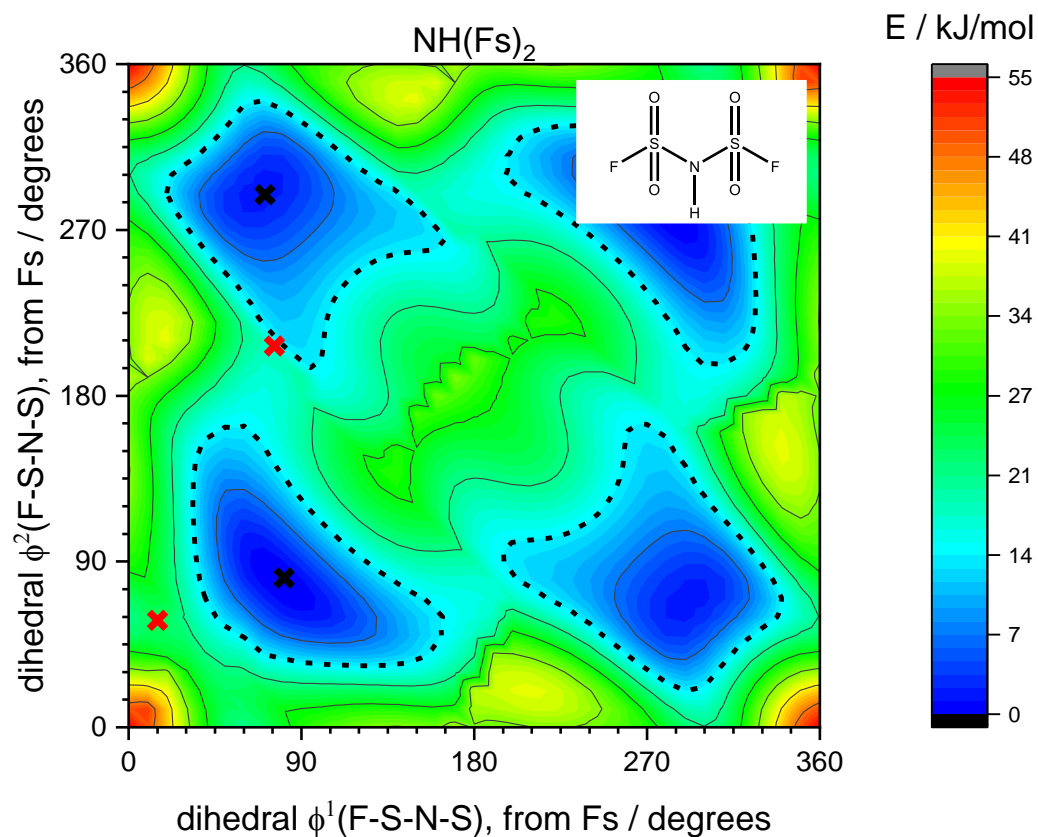 E / kJ/mol
NH(Fs)₂
360
270
180
90
0
0 90 180 270 360
dihedral ϕ²(F-S-N-S), from Fs / degrees
dihedral ϕ¹(F-S-N-S), from Fs / degrees
O O
F S S F
N
O O
H
55
48
41
34
27
21
14
7
0